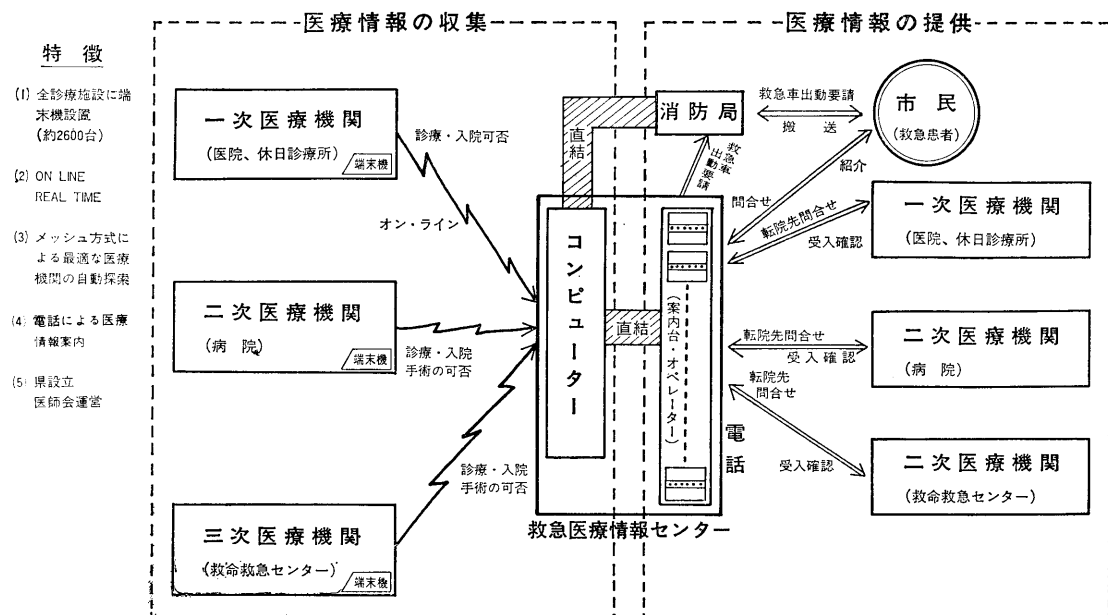 医療情報の収集
医療情報の提供
特徴
(1) 全診療施設に端
末機設置
(約2600台)
(2) ON LINE
REAL TIME
(3) メッシュ方式に
よる最適な医療
機関の自動探索
(4) 電話による医療
情報案内
(5) 県設立
医師会運営
一次医療機関
(医院、休日診療所)
端末機
診療・入院可否
オン・ライン
二次医療機関
(病院)
端末機
診療・入院
手術の可否
三次医療機関
(救命救急センター)
端末機
診療・入院
手術の可否
直結
コンピューター
直結
(案内台・オペレーター)
電話
救急医療情報センター
消防局
救急車出動要請
救急車出動要請
搬送
市民
(救急患者)
紹介
問合せ
転院先問合せ
受入確認
一次医療機関
(医院、休日診療所)
転院先問合せ
受入確認
二次医療機関
(病院)
転院先
問合せ
受入確認
二次医療機関
(救命救急センター)